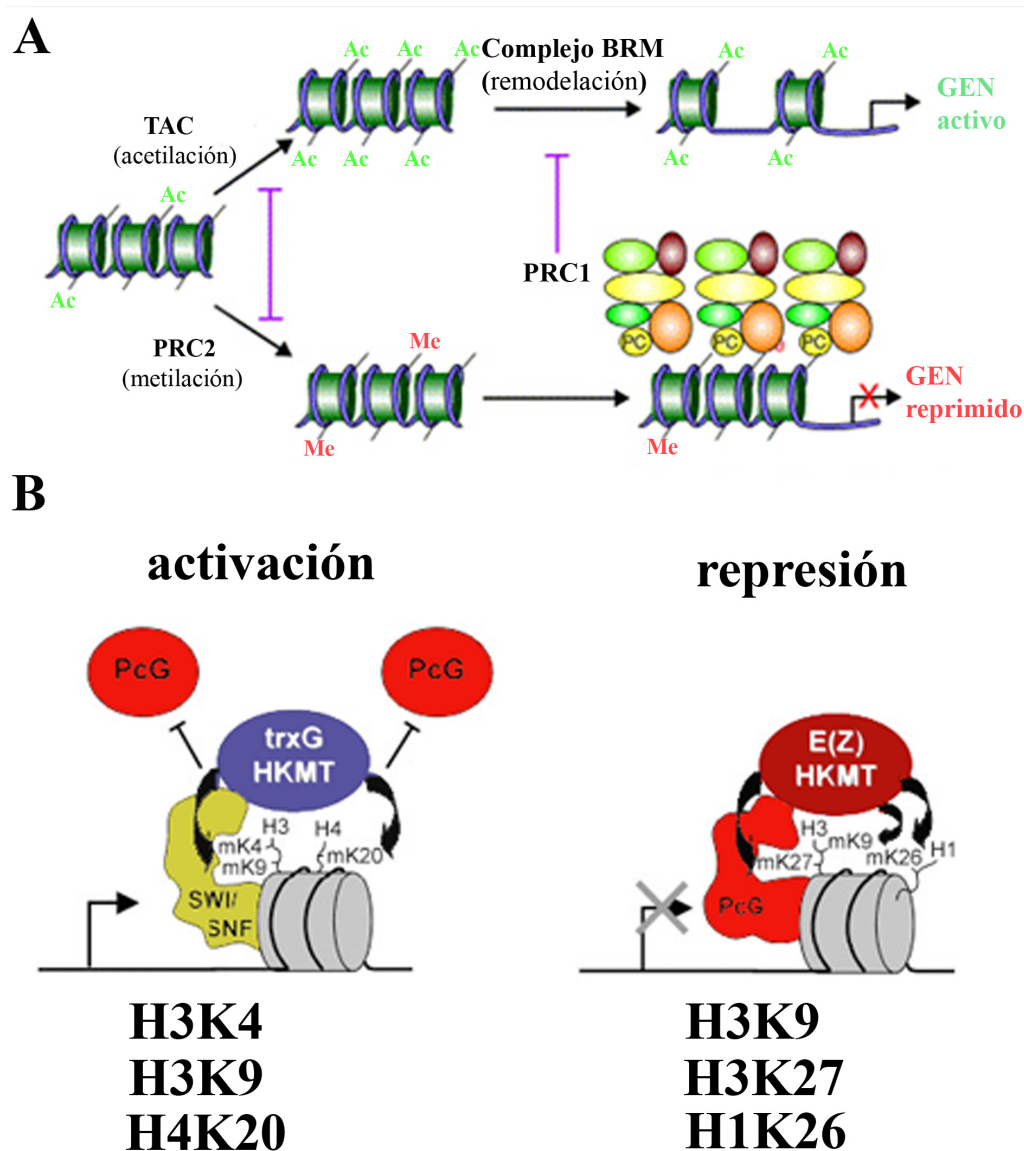 A
Ac Ac Ac
Complejo BRM
(remodelación)
Ac Ac
GEN
activo
TAC
(acetilación)
Ac Ac Ac
Ac Ac
Ac
PRC1
Ac
PRC2
(metilación)
Me
PC PC PC
GEN
reprimido
X
Me
Me
B
activación
represión
PcG
PcG
trxG
HKMT
H3
H4
mK4
mK9
mK20
SWI/
SNF
E(Z)
HKMT
H3
mK9
mK27
mK26
H1
PcG
H3K4
H3K9
H4K20
H3K9
H3K27
H1K26